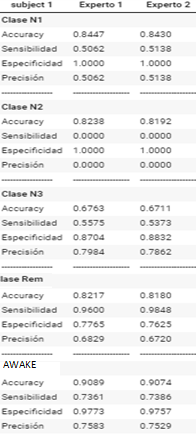 subject 1 Experto 1 Experto 2
Clase N1
Accuracy 0.8447 0.8430
Sensibilidad 0.5062 0.5138
Especificidad 1.0000 1.0000
Precisión 0.5062 0.5138
-------------------- -------------------- --------------------
Clase N2
Accuracy 0.8238 0.8192
Sensibilidad 0.0000 0.0000
Especificidad 1.0000 1.0000
Precisión 0.0000 0.0000
-------------------- -------------------- --------------------
Clase N3
Accuracy 0.6763 0.6711
Sensibilidad 0.5575 0.5373
Especificidad 0.8704 0.8832
Precisión 0.7984 0.7862
-------------------- -------------------- --------------------
lase Rem
Accuracy 0.8217 0.8180
Sensibilidad 0.9600 0.9848
Especificidad 0.7765 0.7625
Precisión 0.6829 0.6720
-------------------- -------------------- --------------------
AWAKE
Accuracy 0.9089 0.9074
Sensibilidad 0.7361 0.7386
Especificidad 0.9773 0.9757
Precisión 0.7583 0.7529